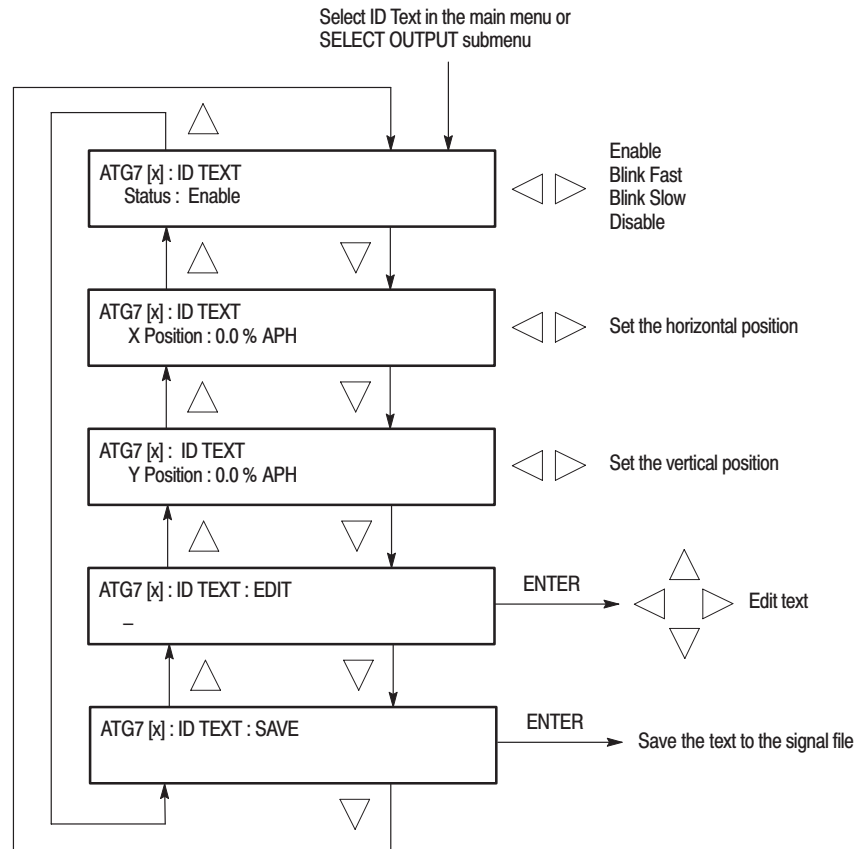 Select ID Text in the main menu or
SELECT OUTPUT submenu
ATG7 [x] : ID TEXT
Status : Enable
Enable
Blink Fast
Blink Slow
Disable
ATG7 [x] : ID TEXT
X Position : 0.0 % APH
Set the horizontal position
ATG7 [x] : ID TEXT
Y Position : 0.0 % APH
Set the vertical position
ATG7 [x] : ID TEXT : EDIT
_
ENTER
Edit text
ATG7 [x] : ID TEXT : SAVE
ENTER
Save the text to the signal file